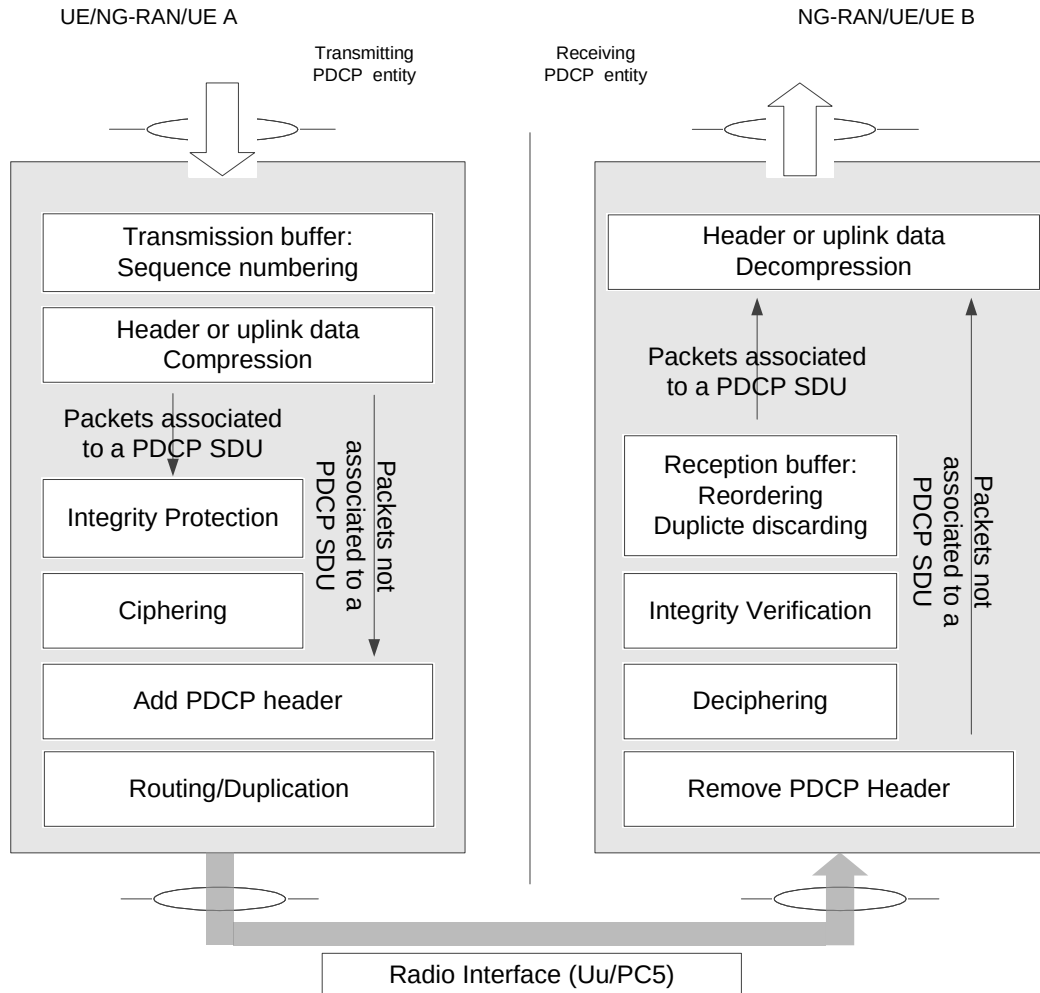 UE/NG-RAN/UE A
NG-RAN/UE/UE B
Transmitting
PDCP entity
Receiving
PDCP entity
Transmission buffer:
Sequence numbering
Header or uplink data
Compression
Packets associated
to a PDCP SDU
Packets not
associated to a
PDCP SDU
Integrity Protection
Ciphering
Add PDCP header
Routing/Duplication
Header or uplink data
Decompression
Packets associated
to a PDCP SDU
Packets not
associated to a
PDCP SDU
Reception buffer:
Reordering
Duplicte discarding
Integrity Verification
Deciphering
Remove PDCP Header
Radio Interface (Uu/PC5)